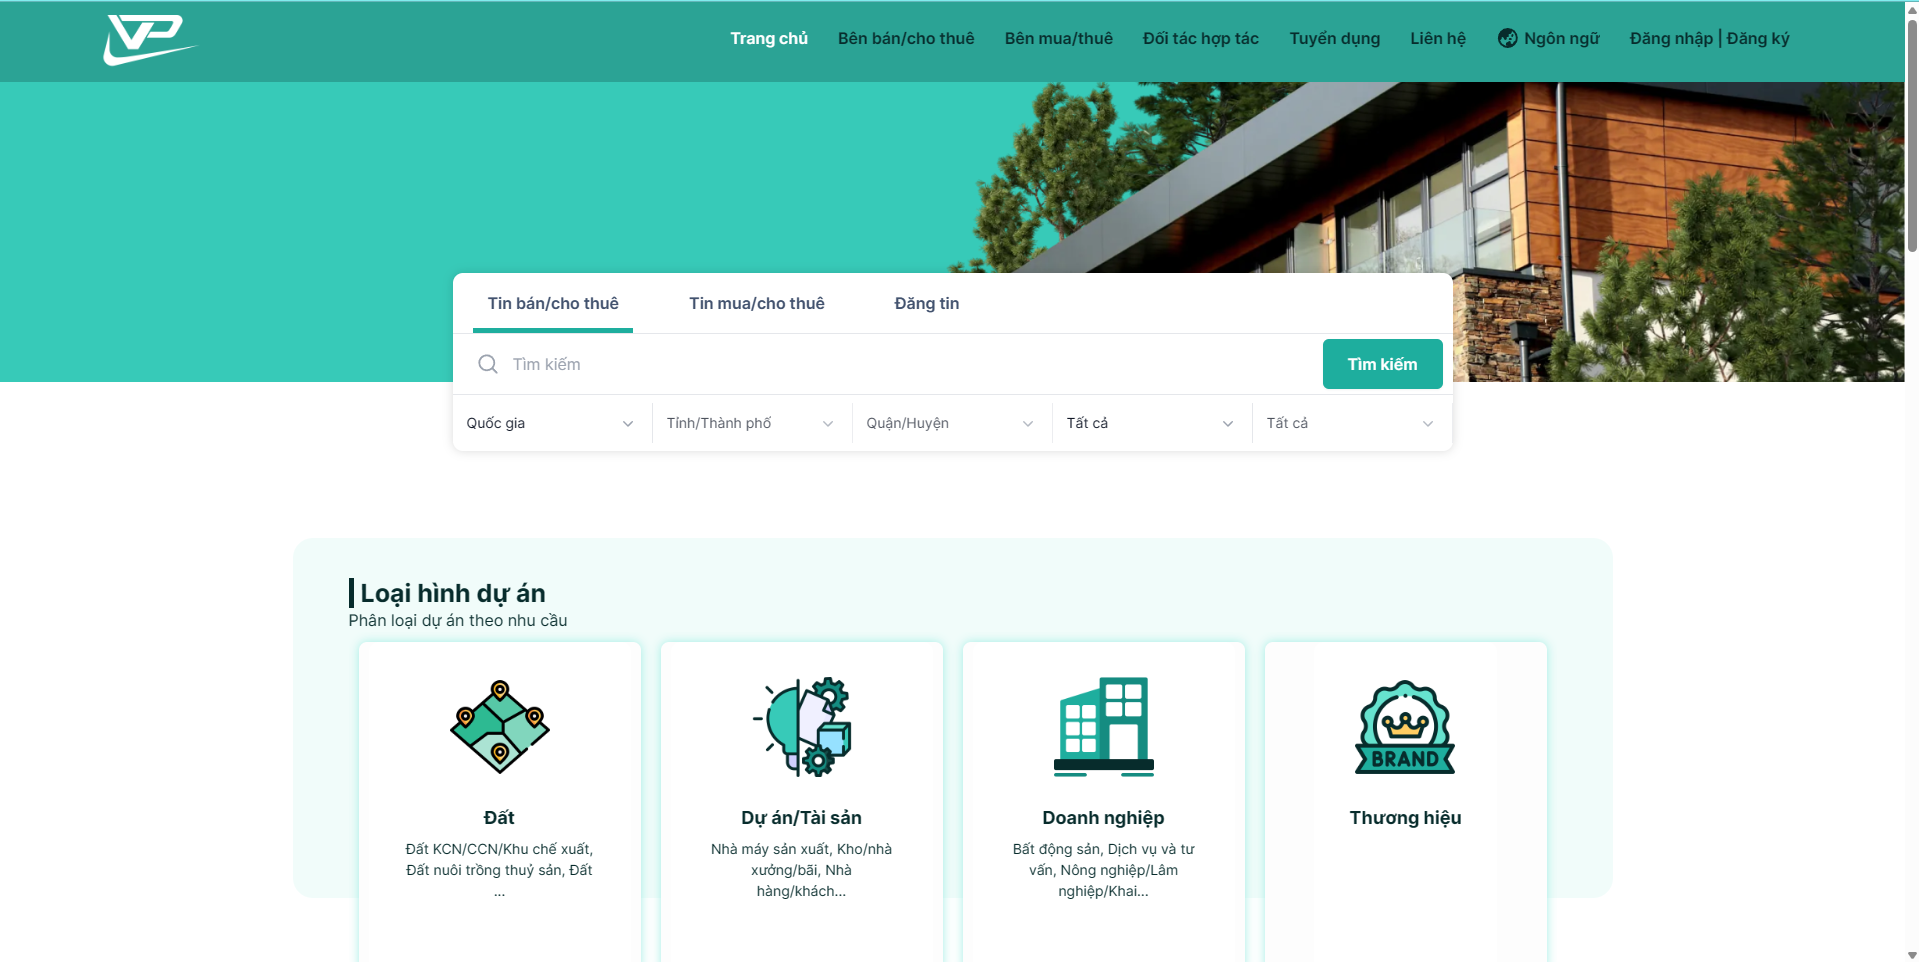 VP
Trang chủ
Bên bán/cho thuê
Bên mua/thuê
Đối tác hợp tác
Tuyển dụng
Liên hệ
Ngôn ngữ
Đăng nhập | Đăng ký
Tin bán/cho thuê
Tin mua/cho thuê
Đăng tin
Tìm kiếm
Tìm kiếm
Quốc gia
Tỉnh/Thành phố
Quận/Huyện
Tất cả
Tất cả
Loại hình dự án
Phân loại dự án theo nhu cầu
Đất
Đất KCN/CCN/Khu chế xuất,
Đất nuôi trồng thuỷ sản, Đất
...
Dự án/Tài sản
Nhà máy sản xuất, Kho/nhà
xưởng/bãi, Nhà
hàng/khách...
Doanh nghiệp
Bất động sản, Dịch vụ và tư
vấn, Nông nghiệp/Lâm
nghiệp/Khai...
BRAND
Thương hiệu